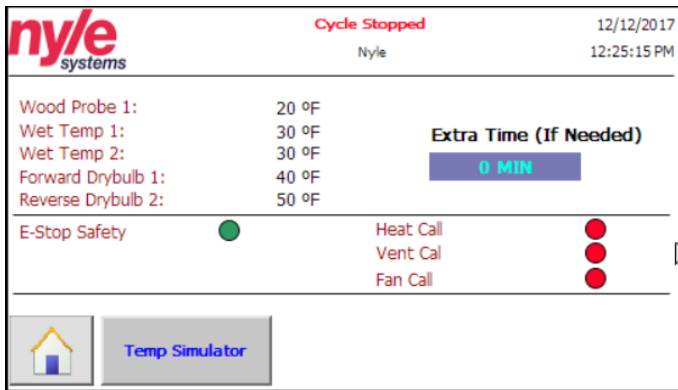 nyle
systems
Cycle Stopped
Nyle
12/12/2017
12:25:15 PM
Wood Probe 1: 20 ºF
Wet Temp 1: 30 ºF
Wet Temp 2: 30 ºF
Forward Drybulb 1: 40 ºF
Reverse Drybulb 2: 50 ºF
Extra Time (If Needed)
0 MIN
E-Stop Safety
Heat Call
Vent Cal
Fan Call
Temp Simulator